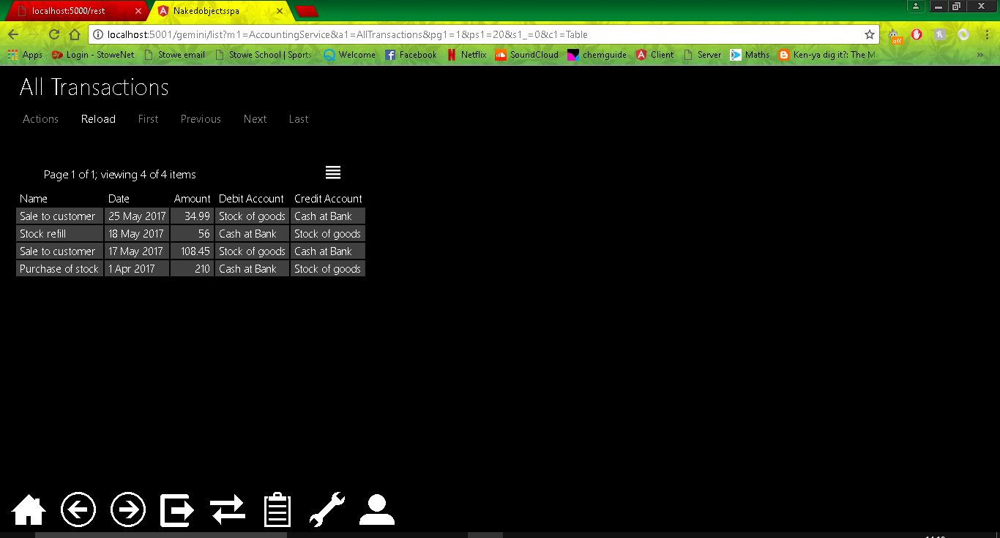 localhost:5000/rest
Nakedobjectsspa
localhost:5001/gemini/list?m1=AccountingService&a1=AllTransactions&pg1=1&ps1=20&s1_=0&c1=Table
off
Apps Login - StoweNet Stowe email Stowe School | Sports Welcome Facebook Netflix SoundCloud chemguide Client Server Maths Ken-ya dig it?: The Ma
All Transactions
Actions Reload First Previous Next Last
Page 1 of 1; viewing 4 of 4 items
Name Date Amount Debit Account Credit Account
Sale to customer 25 May 2017 34.99 Stock of goods Cash at Bank
Stock refill 18 May 2017 56 Cash at Bank Stock of goods
Sale to customer 17 May 2017 108.45 Stock of goods Cash at Bank
Purchase of stock 1 Apr 2017 210 Cash at Bank Stock of goods